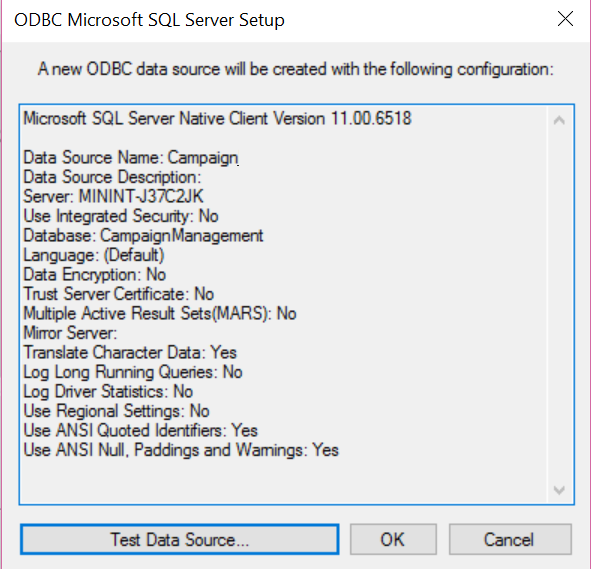 ODBC Microsoft SQL Server Setup
A new ODBC data source will be created with the following configuration:
Microsoft SQL Server Native Client Version 11.00.6518
Data Source Name: Campaign
Data Source Description:
Server: MININT-J37C2JK
Use Integrated Security: No
Database: CampaignManagement
Language: (Default)
Data Encryption: No
Trust Server Certificate: No
Multiple Active Result Sets(MARS): No
Mirror Server:
Translate Character Data: Yes
Log Long Running Queries: No
Log Driver Statistics: No
Use Regional Settings: No
Use ANSI Quoted Identifiers: Yes
Use ANSI Null, Paddings and Warnings: Yes
Test Data Source... OK Cancel